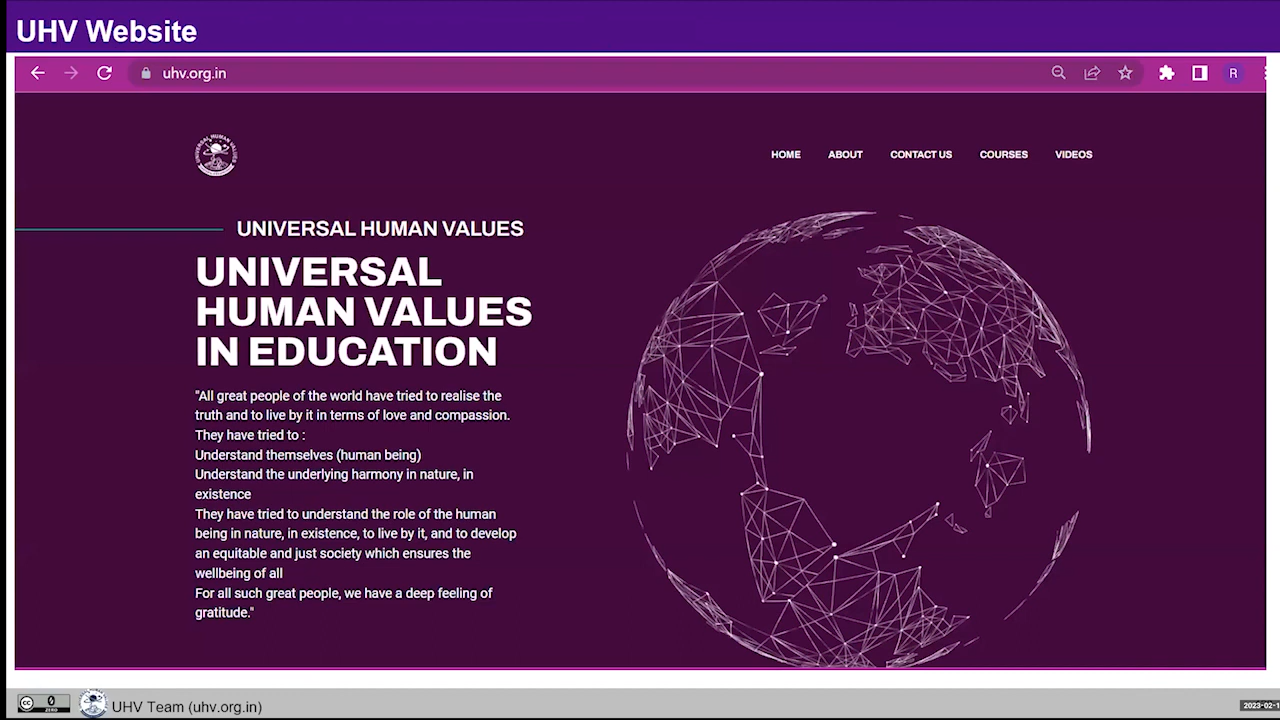 UHV Website
uhv.org.in
R
HOME ABOUT CONTACT US COURSES VIDEOS
UNIVERSAL HUMAN VALUES
UNIVERSAL
HUMAN VALUES
IN EDUCATION
"All great people of the world have tried to realise the
truth and to live by it in terms of love and compassion.
They have tried to :
Understand themselves (human being)
Understand the underlying harmony in nature, in
existence
They have tried to understand the role of the human
being in nature, in existence, to live by it, and to develop
an equitable and just society which ensures the
wellbeing of all
For all such great people, we have a deep feeling of
gratitude."
cc 0 ZERO
UHV Team (uhv.org.in)